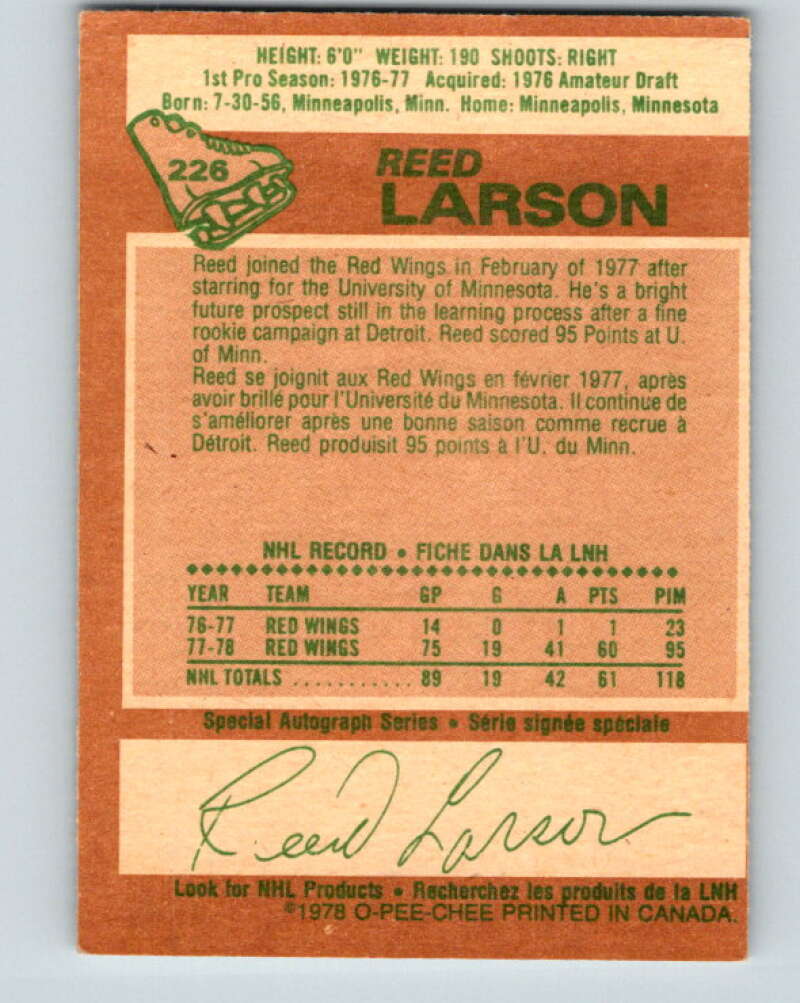 HEIGHT: 6'0" WEIGHT: 190 SHOOTS: RIGHT
1st Pro Season: 1976-77 Acquired: 1976 Amateur Draft
Born: 7-30-56, Minneapolis, Minn. Home: Minneapolis, Minnesota
226
REED
LARSON
Reed joined the Red Wings in February of 1977 after
starring for the University of Minnesota. He's a bright
future prospect still in the learning process after a fine
rookie campaign at Detroit. Reed scored 95 Points at U.
of Minn.
Reed se joignit aux Red Wings en février 1977, après
avoir brillé pour l'Université du Minnesota. Il continue de
s'améliorer après une bonne saison comme recrue à
Détroit. Reed produisit 95 points à l'U. du Minn.
NHL RECORD • FICHE DANS LA LNH
YEAR TEAM GP G A PTS PIM
76-77 RED WINGS 14 0 1 1 23
77-78 RED WINGS 75 19 41 60 95
NHL TOTALS ........... 89 19 42 61 118
Special Autograph Series • Série signée spéciale
Reed Larson
Look for NHL Products • Recherchez les produits de la LNH
©1978 O-PEE-CHEE PRINTED IN CANADA.